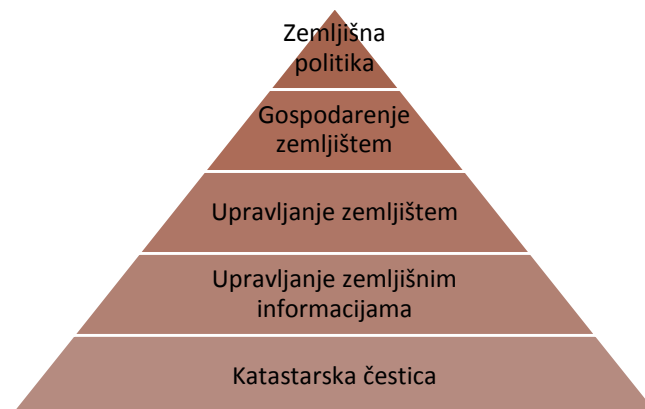 Zemljišna
politika
Gospodarenje
zemljištem
Upravljanje zemljištem
Upravljanje zemljišnim
informacijama
Katastarska čestica